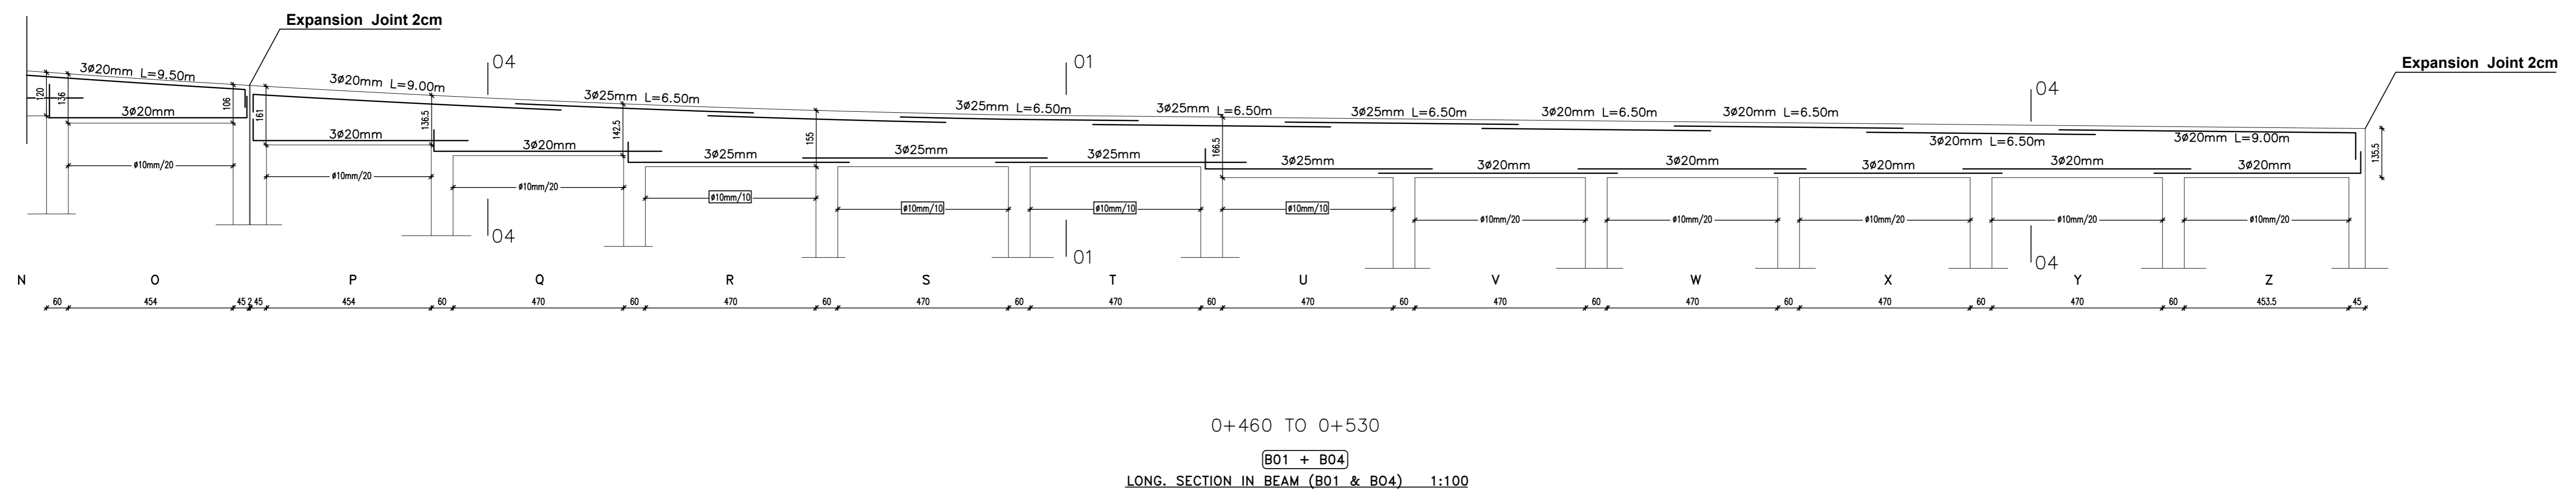 Expansion Joint 2cm
Expansion Joint 2cm
04
01
04
3ø20mm L=9.50m
3ø20mm L=9.00m
3ø25mm L=6.50m
3ø25mm L=6.50m
3ø25mm L=6.50m
3ø25mm L=6.50m
3ø20mm L=6.50m
3ø20mm L=6.50m
3ø20mm L=6.50m
3ø20mm L=9.00m
120
136
106
161
136.5
142.5
155
166.5
135.5
3ø20mm
3ø20mm
3ø20mm
3ø25mm
3ø25mm
3ø25mm
3ø25mm
3ø20mm
3ø20mm
3ø20mm
3ø20mm
3ø20mm
ø10mm/20
ø10mm/20
ø10mm/20
ø10mm/10
ø10mm/10
ø10mm/10
ø10mm/10
ø10mm/20
ø10mm/20
ø10mm/20
ø10mm/20
ø10mm/20
04
01
04
N O P Q R S T U V W X Y Z
60 454 45 2 45 454 60 470 60 470 60 470 60 470 60 470 60 470 60 470 60 470 60 470 60 453.5 45
0+460 TO 0+530
B01 + B04
LONG. SECTION IN BEAM (B01 & B04) 1:100